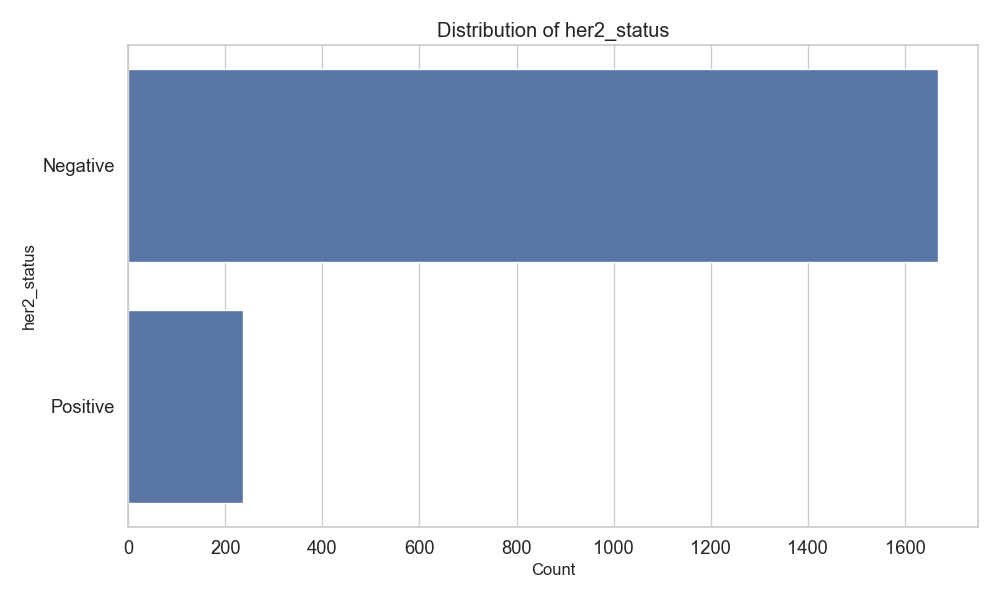 Distribution of her2_status
her2_status
Negative
Positive
0 200 400 600 800 1000 1200 1400 1600
Count